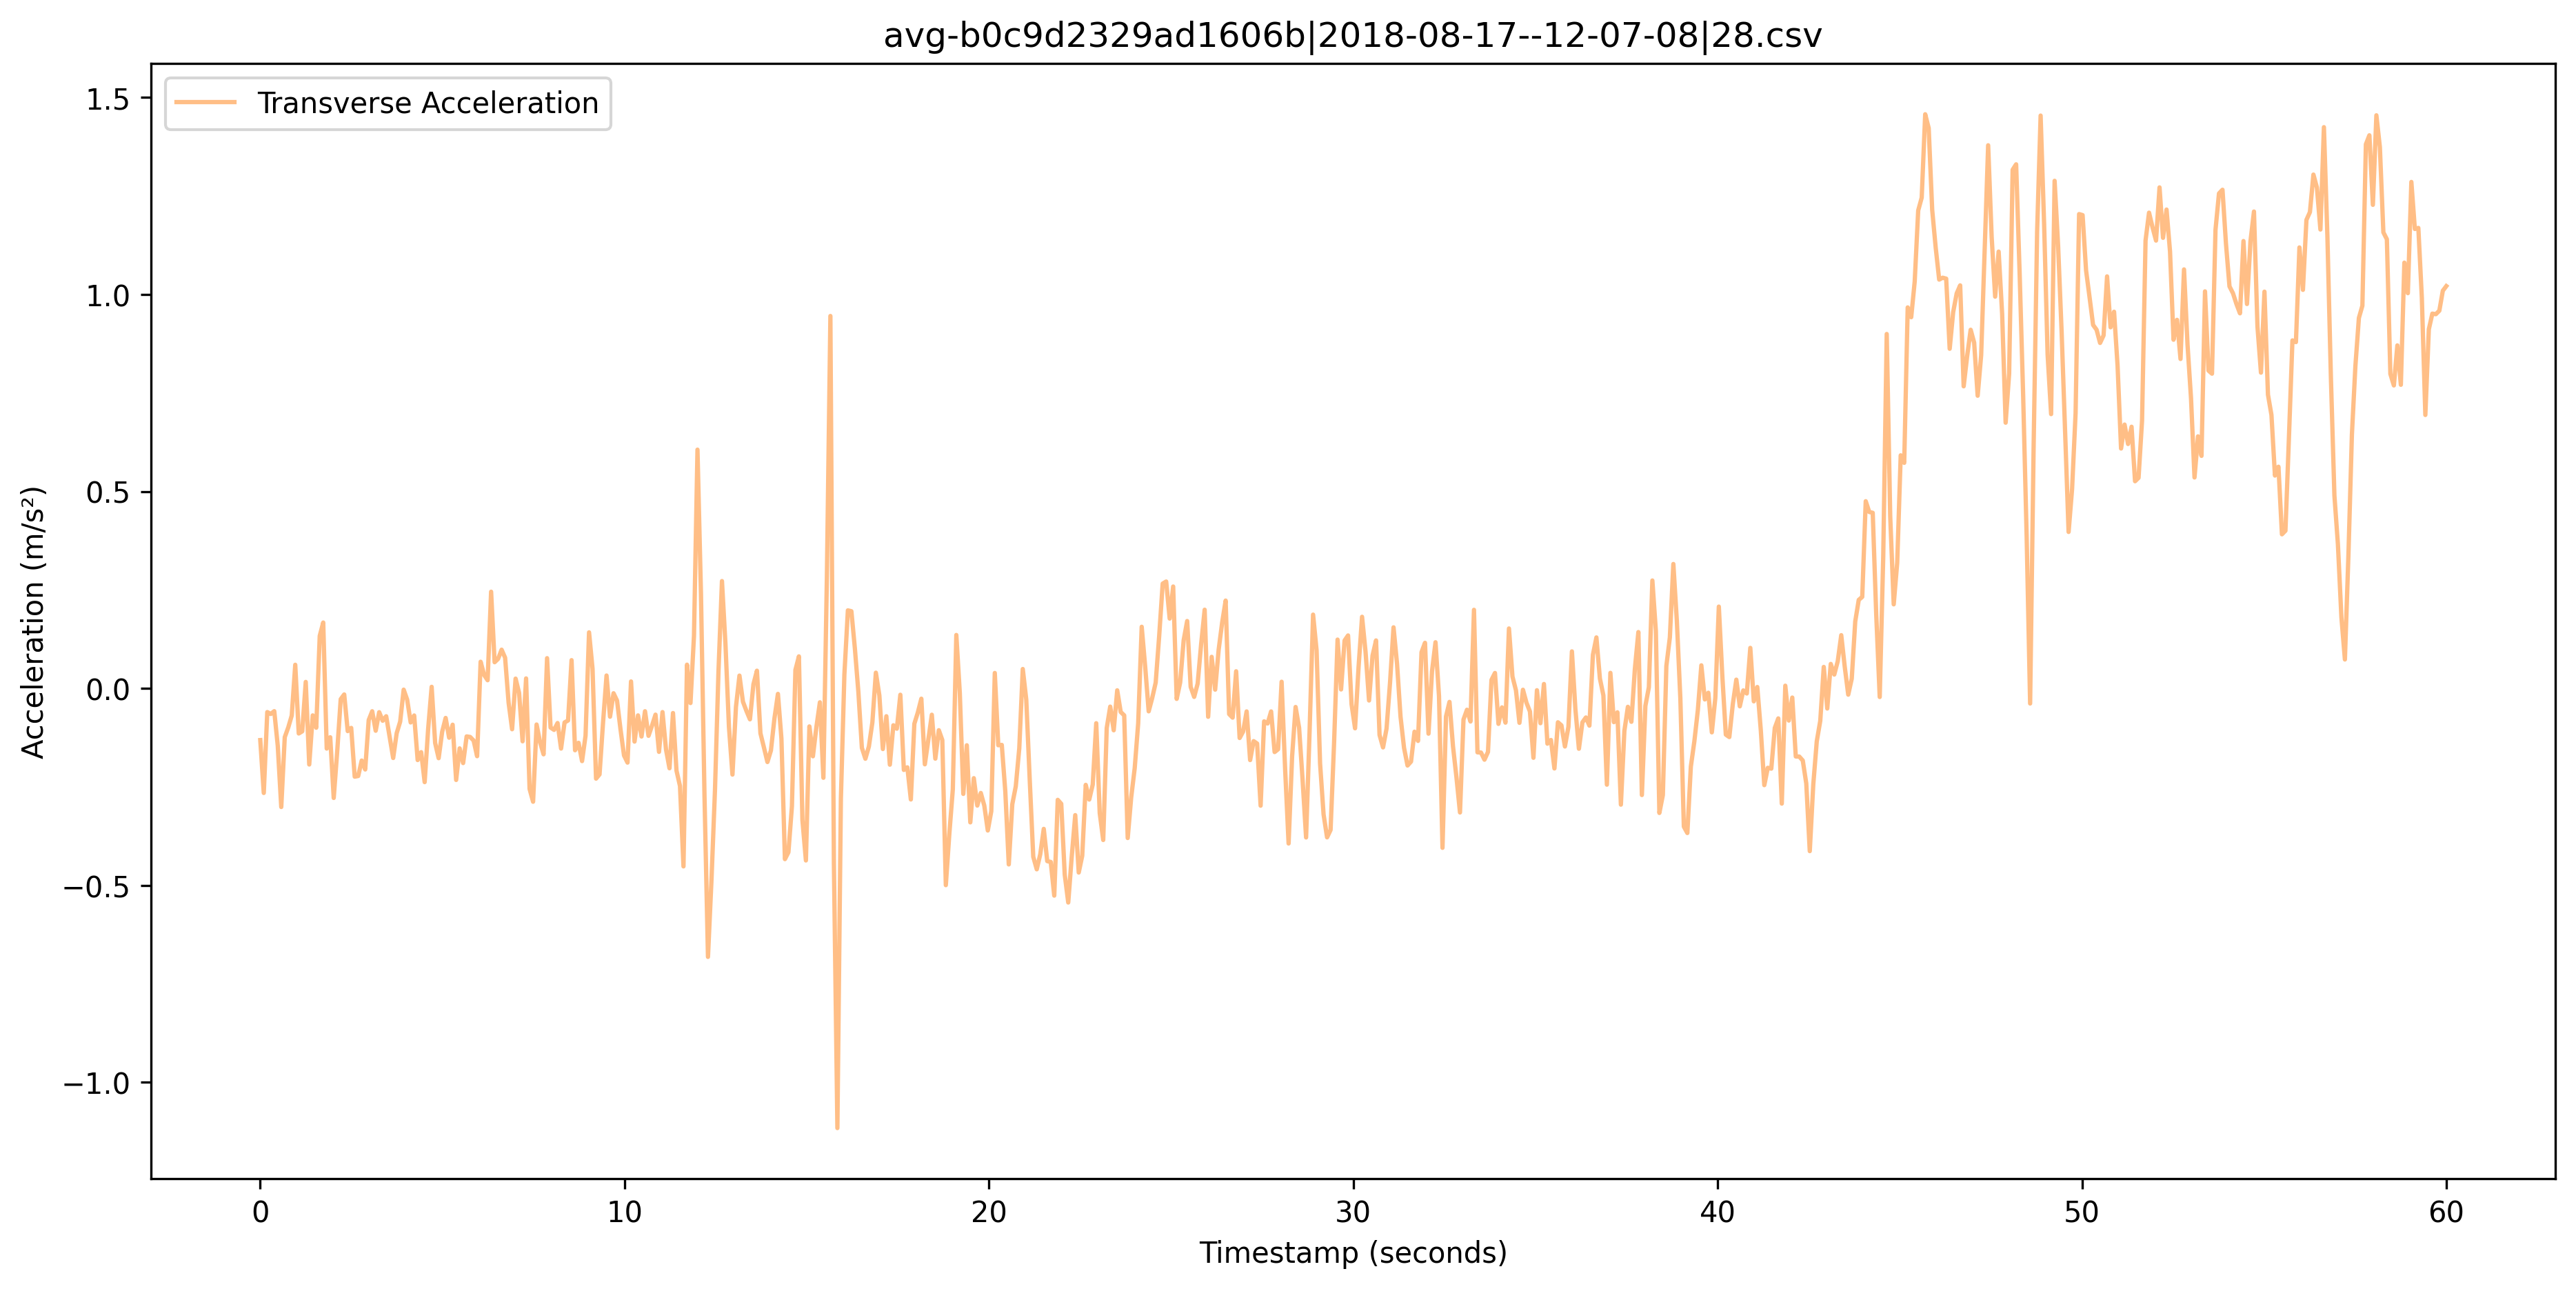 avg-b0c9d2329ad1606b|2018-08-17--12-07-08|28.csv
Transverse Acceleration
Acceleration (m/s²)
1.5
1.0
0.5
0.0
−0.5
−1.0
0 10 20 30 40 50 60
Timestamp (seconds)